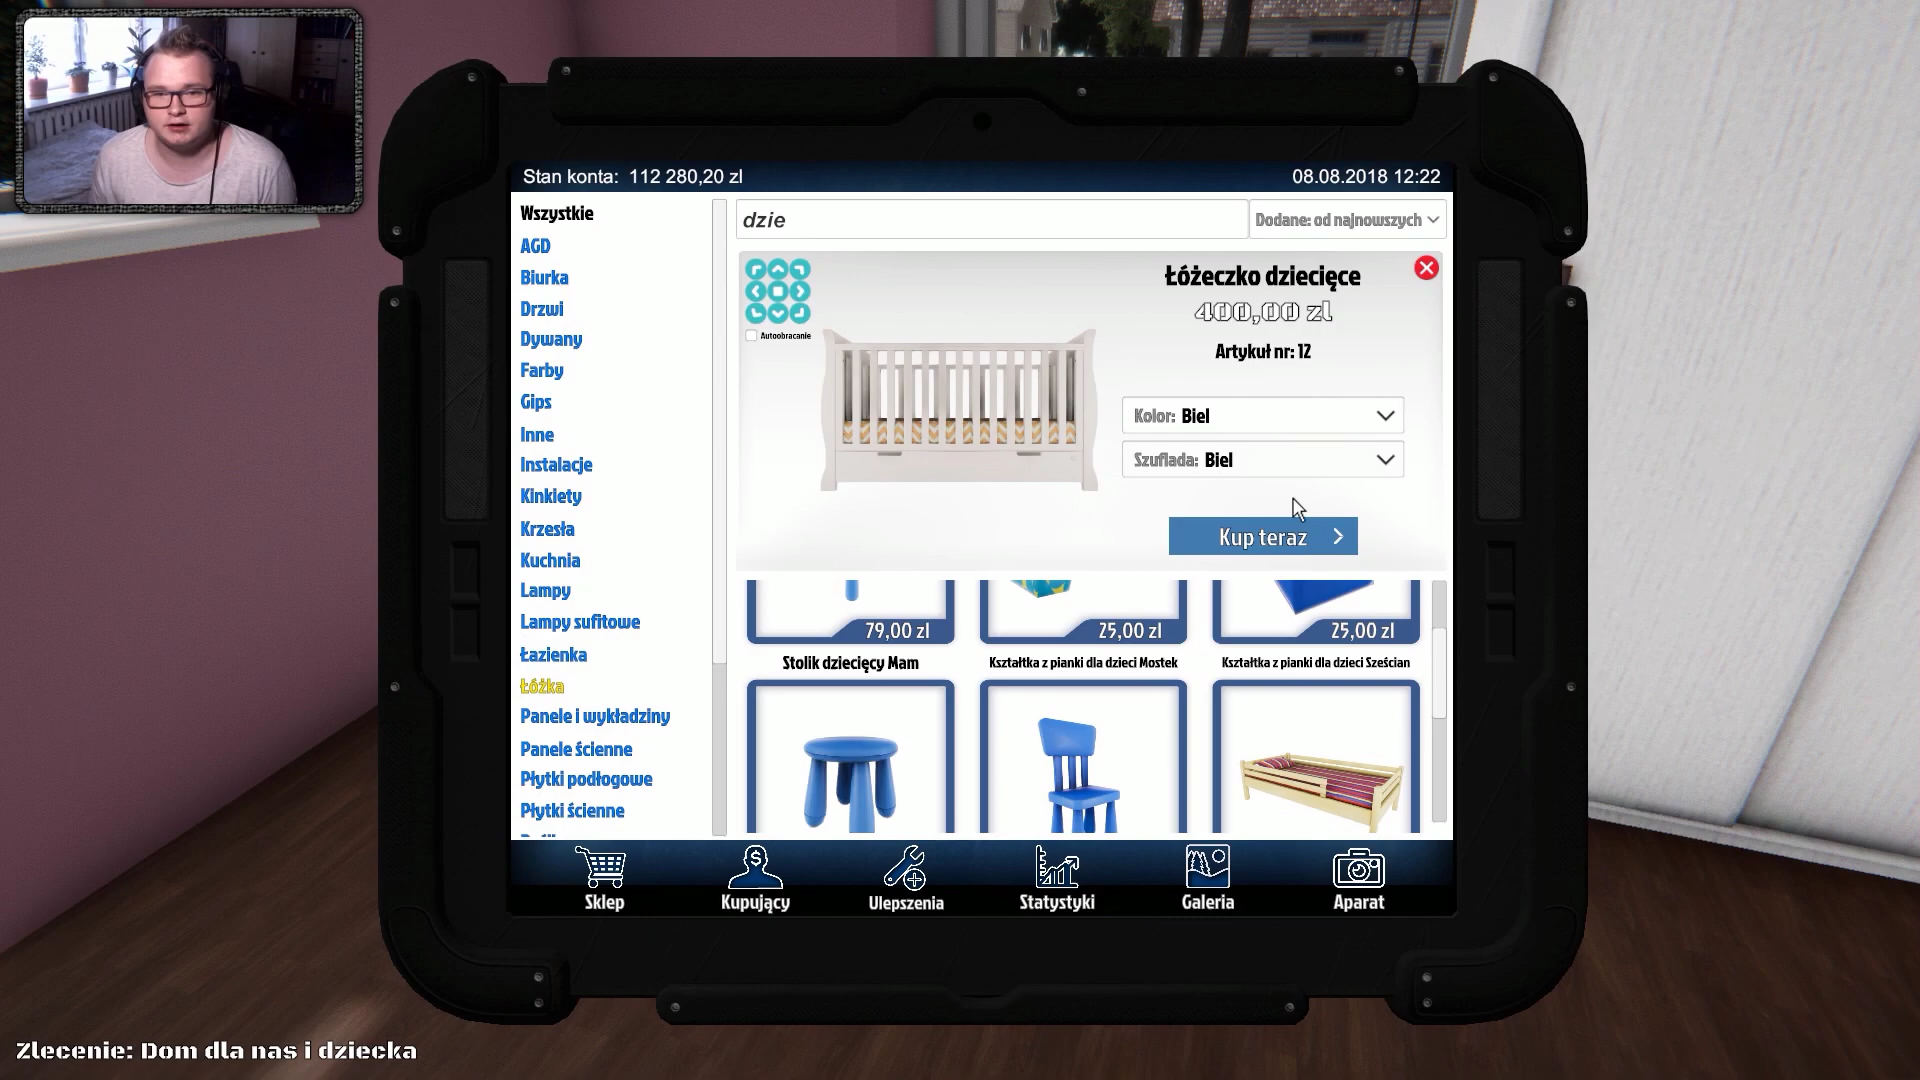 Stan konta: 112 280,20 zl
08.08.2018 12:22
Wszystkie
AGD
Biurka
Drzwi
Dywany
Farby
Gips
Inne
Instalacje
Kinkiety
Krzesła
Kuchnia
Lampy
Lampy sufitowe
Łazienka
Łóżka
Panele i wykładziny
Panele ścienne
Płytki podłogowe
Płytki ścienne
dzie
Dodane: od najnowszych
Autoobracanie
Łóżeczko dziecięce
400,00 zl
Artykuł nr: 12
Kolor: Biel
Szuflada: Biel
Kup teraz
79,00 zl
25,00 zl
25,00 zl
Stolik dziecięcy Mam
Kształtka z pianki dla dzieci Mostek
Kształtka z pianki dla dzieci Sześcian
Sklep
Kupujący
Ulepszenia
Statystyki
Galeria
Aparat
Zlecenie: Dom dla nas i dziecka